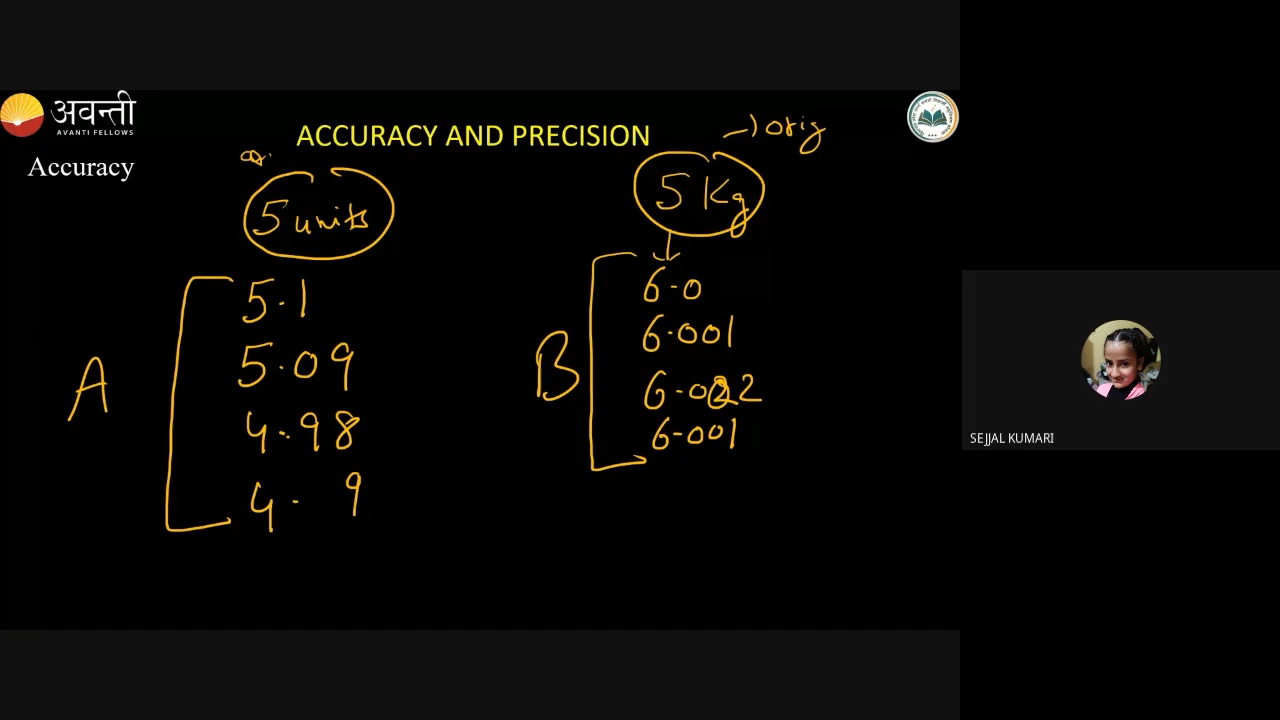 अवन्ती
AVANTI FELLOWS
ACCURACY AND PRECISION
Accuracy
orig
5 units
5 Kg
A
5.1
5.09
4.98
4. 9
B
6.0
6.001
6.022
6.001
SEJJAL KUMARI